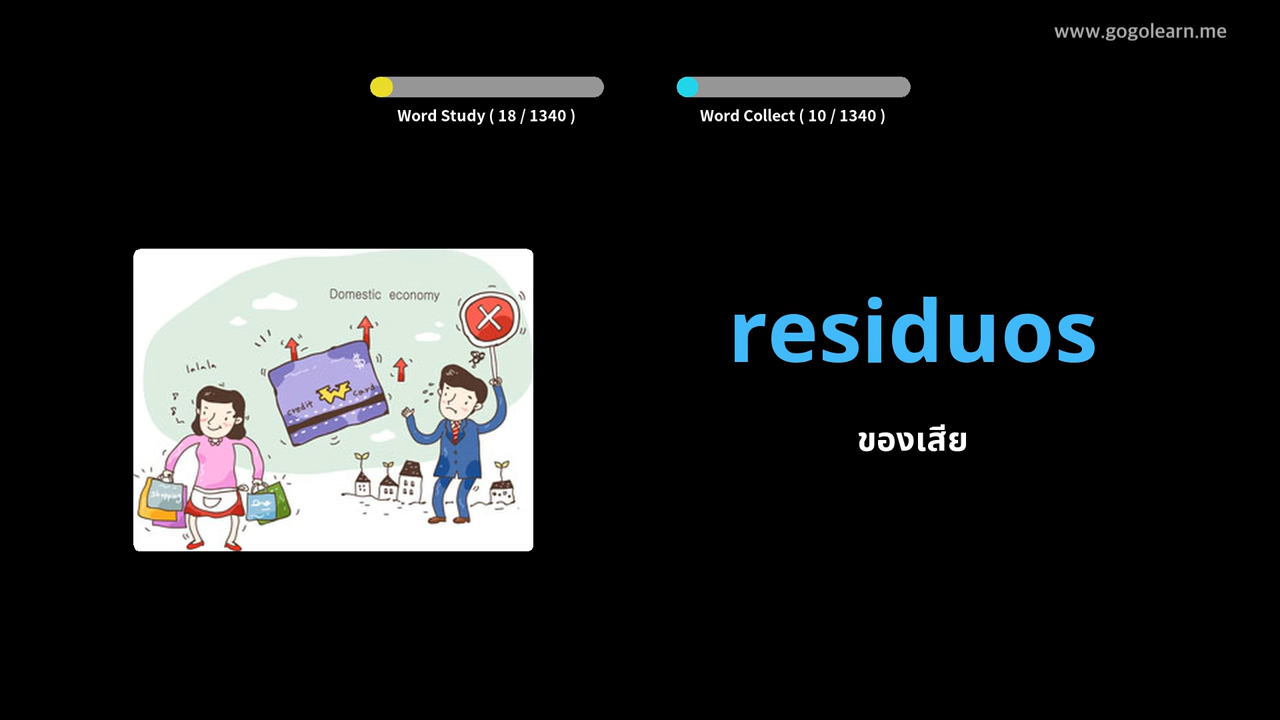 www.gogolearn.me
Word Study ( 18 / 1340 )
Word Collect ( 10 / 1340 )
Domestic economy
lalala
credit card
Shopping
residuos
ของเสีย